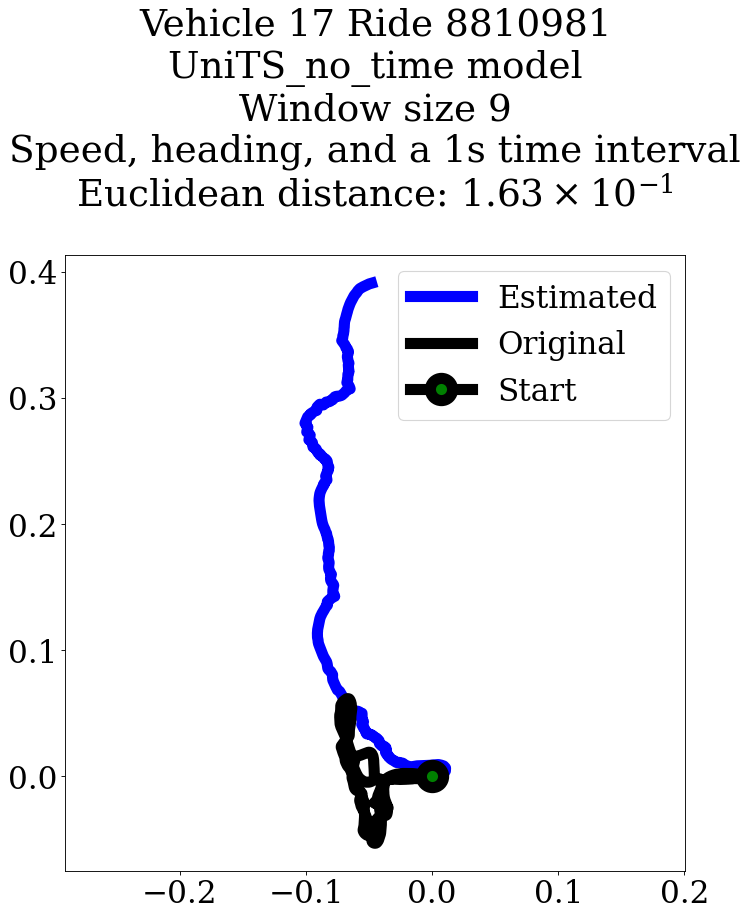 Vehicle 17 Ride 8810981
UniTS_no_time model
Window size 9
Speed, heading, and a 1s time interval
Euclidean distance: 1.63 × 10⁻¹
Estimated
Original
Start
0.4
0.3
0.2
0.1
0.0
−0.2 −0.1 0.0 0.1 0.2